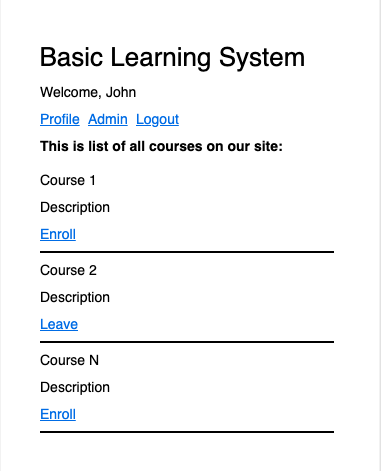 Basic Learning System
Welcome, John
Profile Admin Logout
This is list of all courses on our site:
Course 1
Description
Enroll
Course 2
Description
Leave
Course N
Description
Enroll